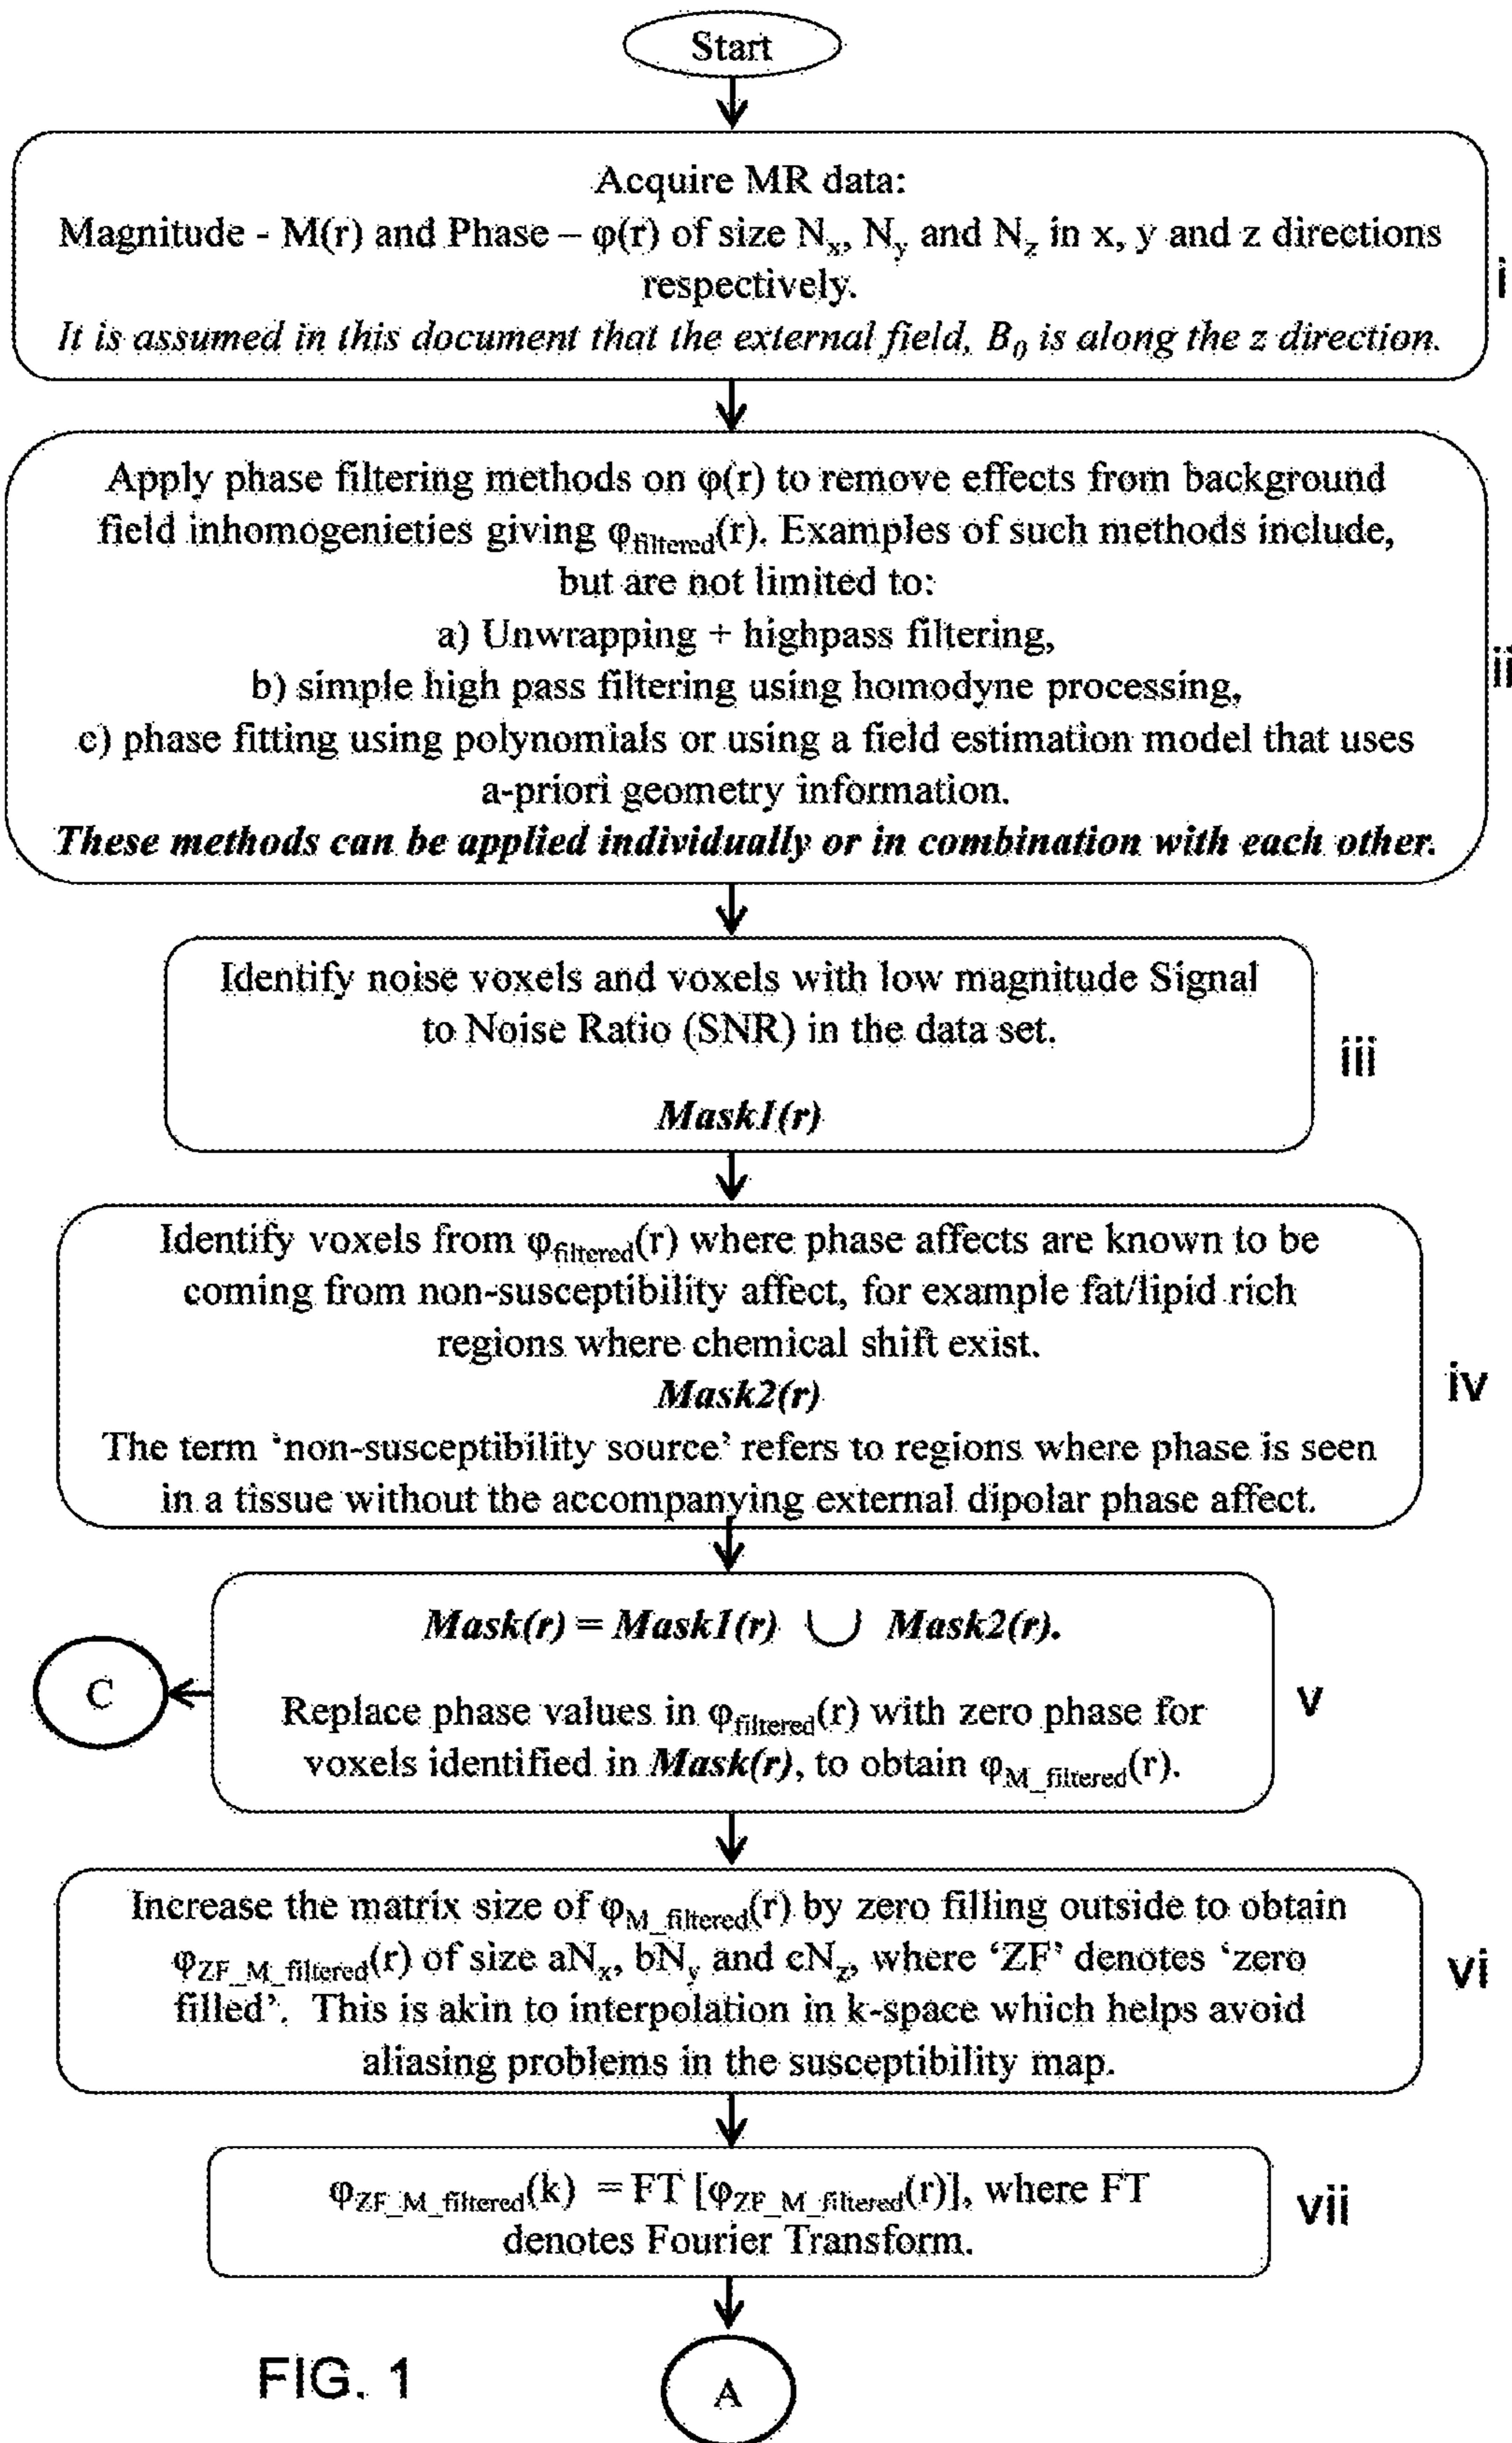 Start
Acquire MR data:
Magnitude - M(r) and Phase – φ(r) of size Nx, Ny and Nz in x, y and z directions
respectively.
It is assumed in this document that the external field, B0 is along the z direction.
i
Apply phase filtering methods on φ(r) to remove effects from background
field inhomogenieties giving φfiltered(r). Examples of such methods include,
but are not limited to:
a) Unwrapping + highpass filtering,
b) simple high pass filtering using homodyne processing,
c) phase fitting using polynomials or using a field estimation model that uses
a-priori geometry information.
These methods can be applied individually or in combination with each other.
ii
Identify noise voxels and voxels with low magnitude Signal
to Noise Ratio (SNR) in the data set.
Mask1(r)
iii
Identify voxels from φfiltered(r) where phase affects are known to be
coming from non-susceptibility affect, for example fat/lipid rich
regions where chemical shift exist.
Mask2(r)
The term ‘non-susceptibility source’ refers to regions where phase is seen
in a tissue without the accompanying external dipolar phase affect.
iv
Mask(r) = Mask1(r) ∪ Mask2(r).
Replace phase values in φfiltered(r) with zero phase for
voxels identified in Mask(r), to obtain φM_filtered(r).
v
C
Increase the matrix size of φM_filtered(r) by zero filling outside to obtain
φZF_M_filtered(r) of size aNx, bNy and cNz, where ‘ZF’ denotes ‘zero
filled’. This is akin to interpolation in k-space which helps avoid
aliasing problems in the susceptibility map.
vi
φZF_M_filtered(k) = FT [φZF_M_filtered(r)], where FT
denotes Fourier Transform.
vii
A
FIG. 1